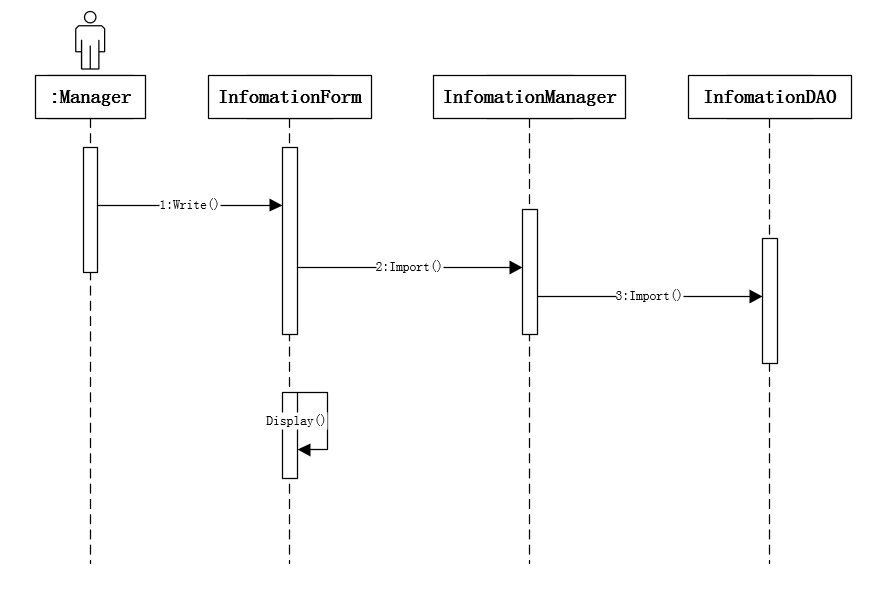 :Manager
InfomationForm
InfomationManager
InfomationDAO
1:Write()
2:Import()
3:Import()
Display()